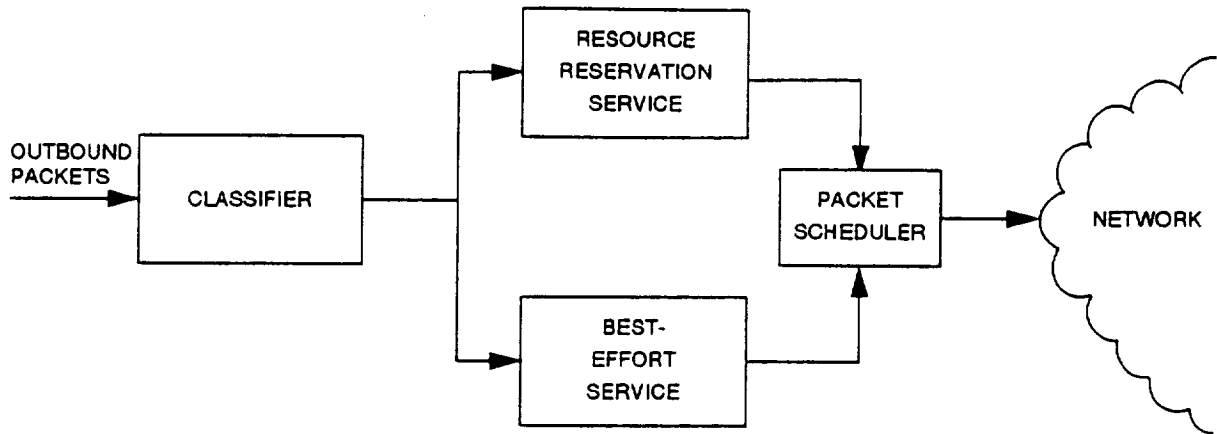 OUTBOUND
PACKETS
CLASSIFIER
RESOURCE
RESERVATION
SERVICE
BEST-
EFFORT
SERVICE
PACKET
SCHEDULER
NETWORK